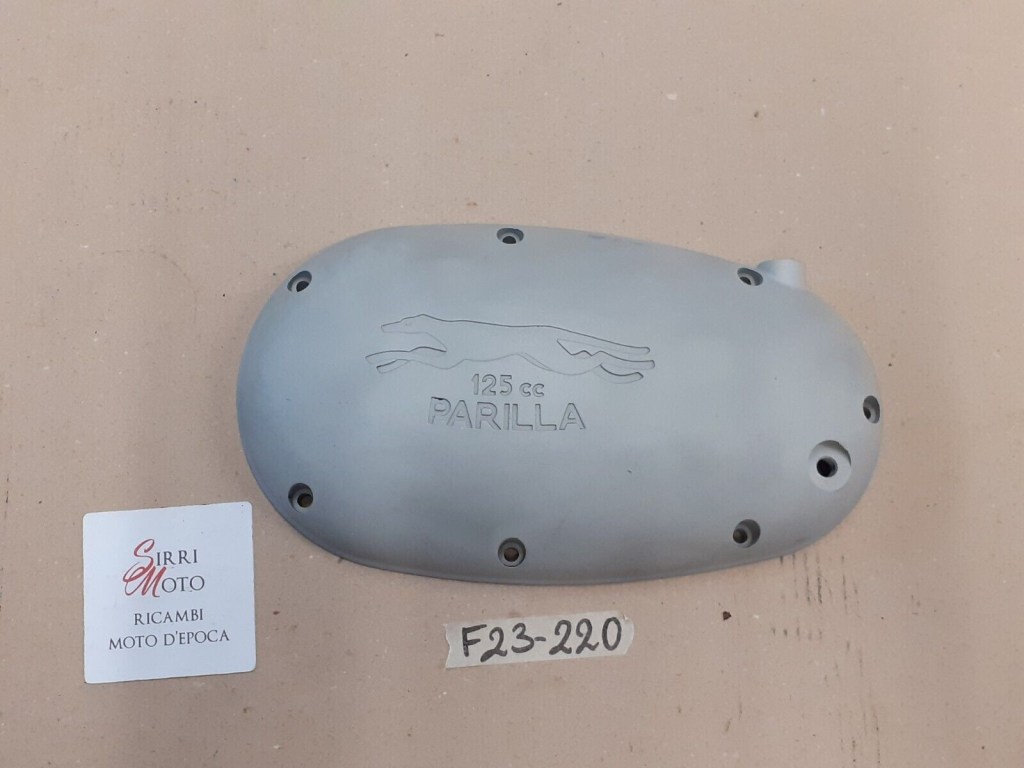 125 cc
PARILLA
SIRRI
MOTO
RICAMBI
MOTO D'EPOCA
F23-220